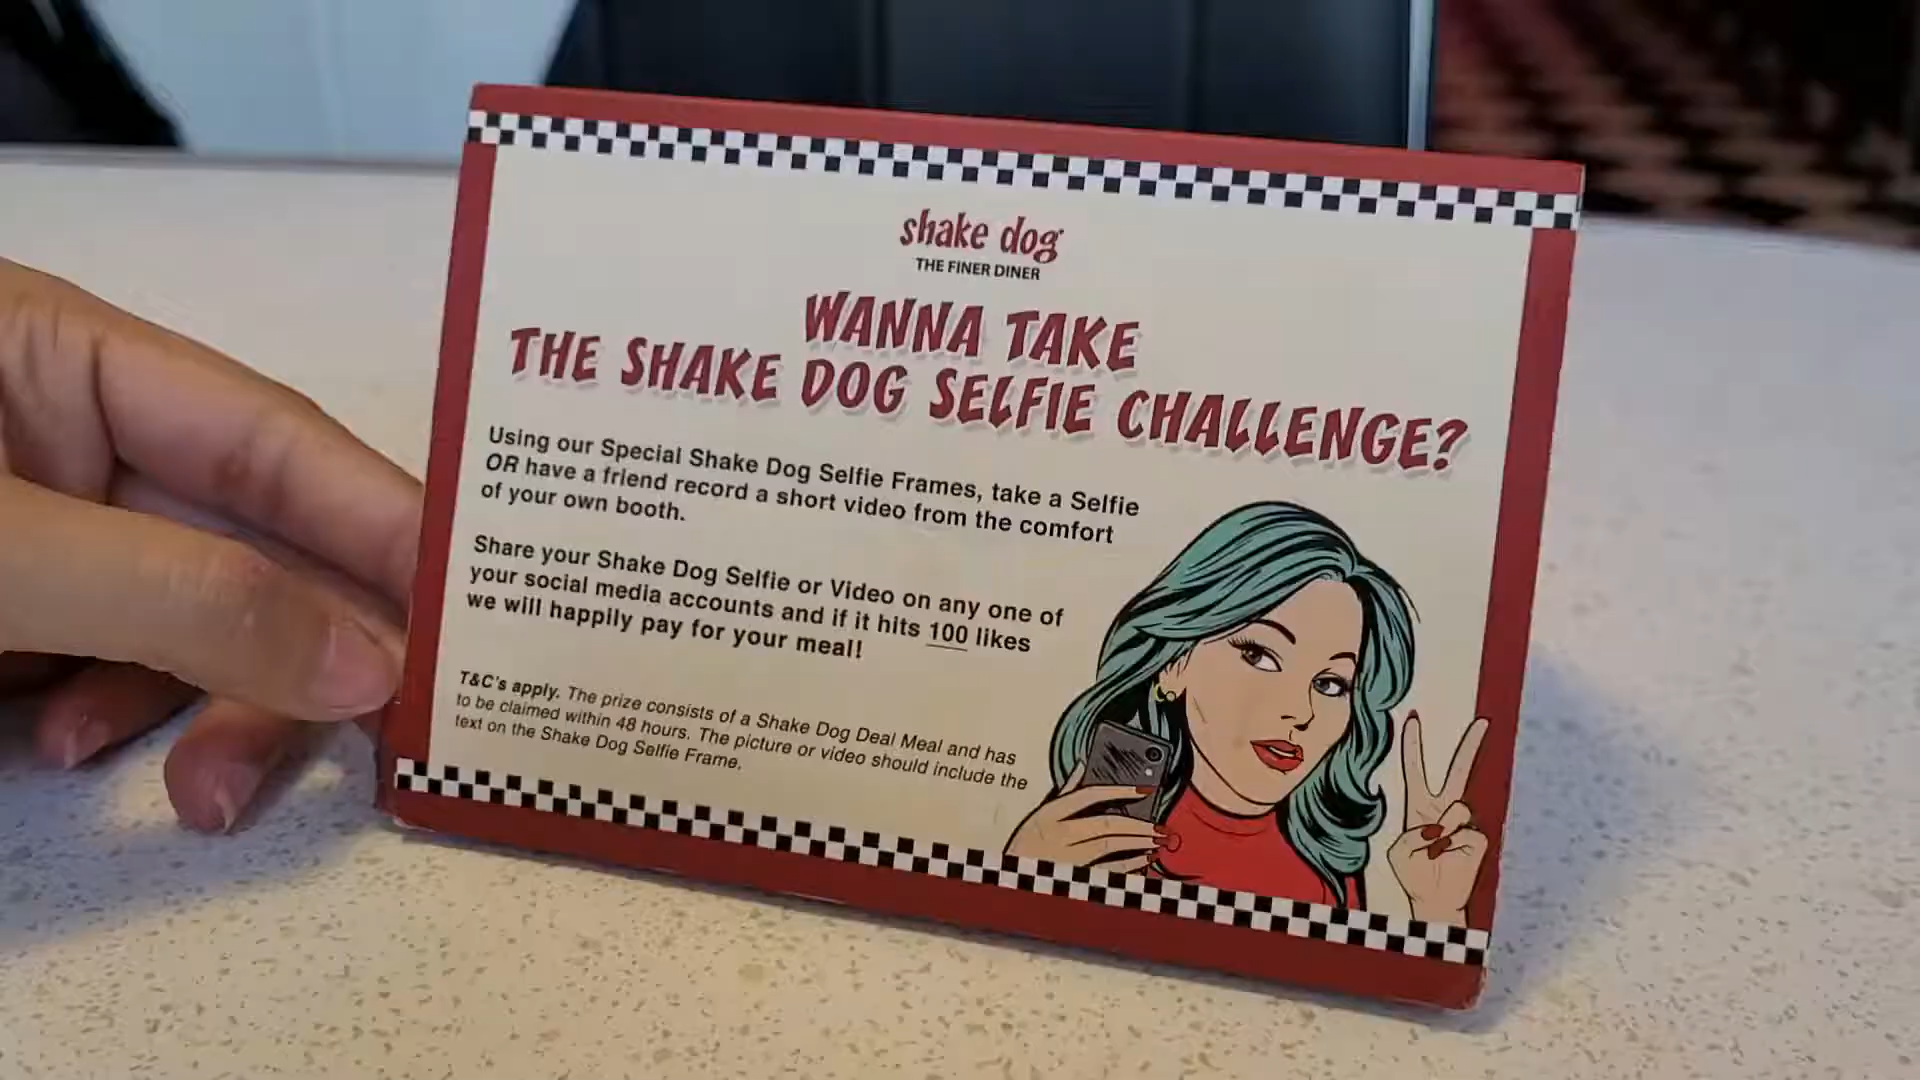 shake dog
THE FINER DINER
WANNA TAKE
THE SHAKE DOG SELFIE CHALLENGE?
Using our Special Shake Dog Selfie Frames, take a Selfie
OR have a friend record a short video from the comfort
of your own booth.
Share your Shake Dog Selfie or Video on any one of
your social media accounts and if it hits 100 likes
we will happily pay for your meal!
T&C's apply. The prize consists of a Shake Dog Deal Meal and has
to be claimed within 48 hours. The picture or video should include the
text on the Shake Dog Selfie Frame.